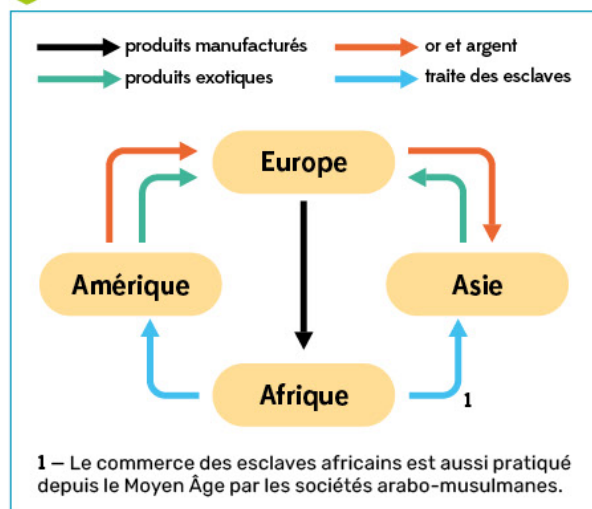 produits manufacturés
or et argent
produits exotiques
traite des esclaves
Europe
Amérique
Asie
Afrique
1
1 – Le commerce des esclaves africains est aussi pratiqué
depuis le Moyen Âge par les sociétés arabo-musulmanes.